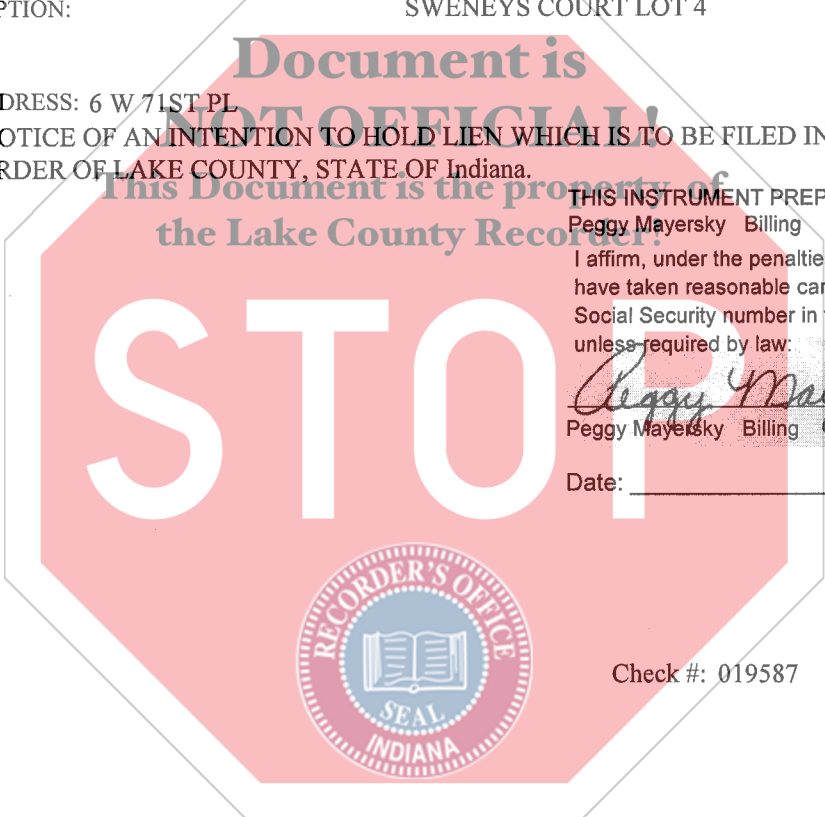 PTION: SWENEYS COURT LOT 4
Document is
DRESS: 6 W 71ST PL
NOT OFFICIAL!
OTICE OF AN INTENTION TO HOLD LIEN WHICH IS TO BE FILED IN
RDER OF LAKE COUNTY, STATE OF Indiana.
This Document is the property of
the Lake County Recorder!
THIS INSTRUMENT PREP
Peggy Mayersky Billing
I affirm, under the penaltie
have taken reasonable car
Social Security number in
unless required by law:
Peggy Ma
Peggy Mayersky Billing
Date:
STOP
RECORDER'S OFFICE
SEAL
INDIANA
Check #: 019587